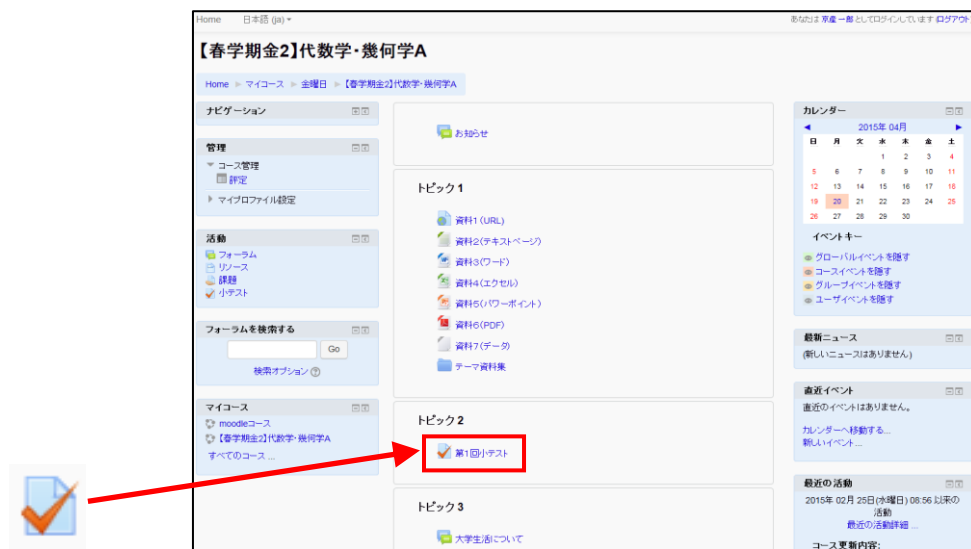 Home 日本語 (ja)
あなたは 京産 一郎 としてログインしています (ログアウト
【春学期金2】代数学・幾何学A
Home マイコース 金曜日 【春学期金2】代数学・幾何学A
ナビゲーション
管理
コース管理
評定
マイプロファイル設定
活動
フォーラム
リソース
課題
小テスト
フォーラムを検索する
Go
検索オプション
マイコース
moodleコース
【春学期金2】代数学・幾何学A
すべてのコース ...
お知らせ
トピック 1
資料1 (URL)
資料2(テキストページ)
資料3(ワード)
資料4(エクセル)
資料5(パワーポイント)
資料6(PDF)
資料7(データ)
テーマ資料集
トピック 2
第1回小テスト
トピック 3
大学生活について
カレンダー
2015年 04月
日 月 火 水 木 金 土
1 2 3 4
5 6 7 8 9 10 11
12 13 14 15 16 17 18
19 20 21 22 23 24 25
26 27 28 29 30
イベントキー
グローバルイベントを隠す
コースイベントを隠す
グループイベントを隠す
ユーザイベントを隠す
最新ニュース
(新しいニュースはありません)
直近イベント
直近のイベントはありません。
カレンダーへ移動する...
新しいイベント...
最近の活動
2015年 02月 25日(水曜日) 08:56 以来の
活動
最近の活動詳細 ...
コース更新内容: